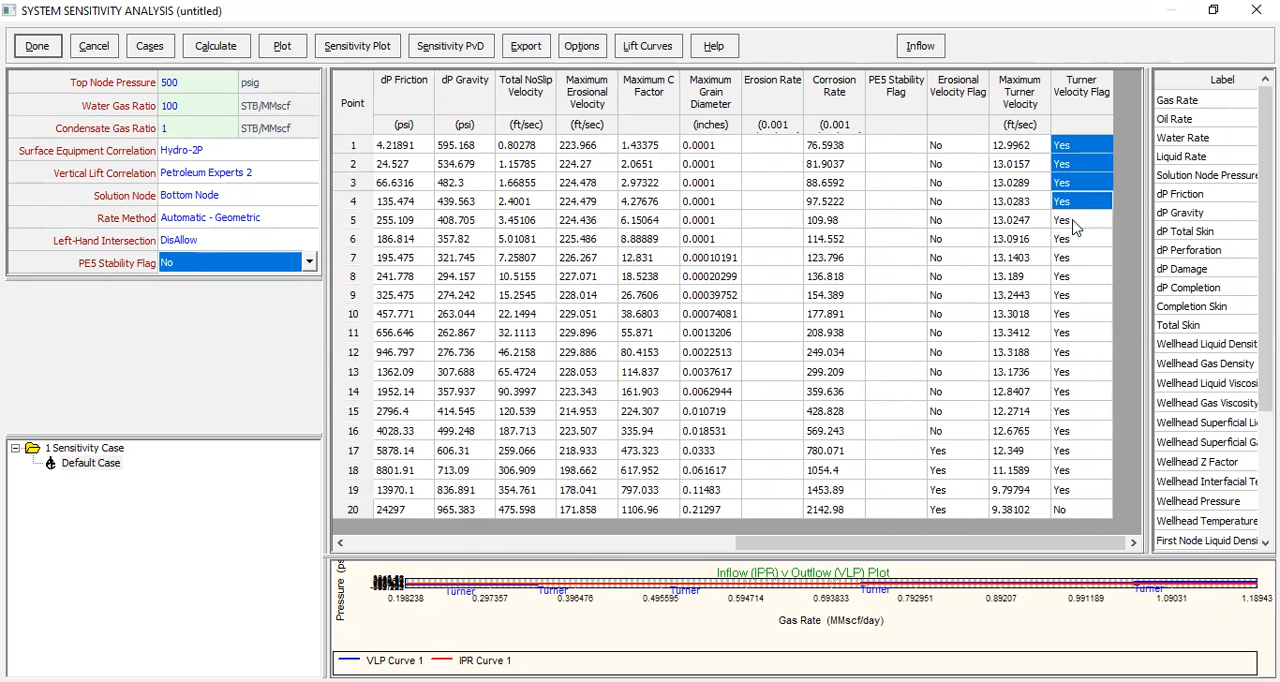 SYSTEM SENSITIVITY ANALYSIS (untitled)
Done Cancel Cases Calculate Plot Sensitivity Plot Sensitivity PvD Export Options Lift Curves Help Inflow
Top Node Pressure 500 psig
Water Gas Ratio 100 STB/MMscf
Condensate Gas Ratio 1 STB/MMscf
Surface Equipment Correlation Hydro-2P
Vertical Lift Correlation Petroleum Experts 2
Solution Node Bottom Node
Rate Method Automatic - Geometric
Left-Hand Intersection DisAllow
PE5 Stability Flag No
1 Sensitivity Case
Default Case
Point dP Friction dP Gravity Total NoSlip Velocity Maximum Erosional Velocity Maximum C Factor Maximum Grain Diameter Erosion Rate Corrosion Rate PE5 Stability Flag Erosional Velocity Flag Maximum Turner Velocity Turner Velocity Flag
(psi) (psi) (ft/sec) (ft/sec) (inches) (0.001 (0.001 (ft/sec)
1 4.21891 593.168 0.80278 223.966 1.43375 0.0001 76.5938 No 12.9962 Yes
2 24.527 534.679 1.15785 224.27 2.0651 0.0001 81.9037 No 13.0157 Yes
3 66.6316 482.3 1.66855 224.478 2.97322 0.0001 88.6592 No 13.0289 Yes
4 135.474 439.563 2.4001 224.479 4.27676 0.0001 97.5222 No 13.0283 Yes
5 255.109 408.705 3.45106 224.436 6.15064 0.0001 109.98 No 13.0247 Yes
6 186.814 357.82 5.01081 225.486 8.88889 0.0001 114.552 No 13.0916 Yes
7 195.475 321.745 7.25807 226.267 12.831 0.00010191 123.796 No 13.1403 Yes
8 241.778 294.157 10.5155 227.071 18.5238 0.00020299 136.818 No 13.189 Yes
9 325.475 274.242 15.2545 228.014 26.7606 0.00039752 154.389 No 13.2443 Yes
10 457.771 263.044 22.1494 229.051 38.6803 0.00074081 177.891 No 13.3018 Yes
11 656.646 262.867 32.1113 229.896 55.871 0.0013206 208.938 No 13.3412 Yes
12 946.797 276.736 46.2158 229.886 80.4153 0.0022513 249.034 No 13.3188 Yes
13 1362.09 307.688 65.4724 228.053 114.837 0.0037617 299.209 No 13.1736 Yes
14 1952.14 357.937 90.3997 223.343 161.903 0.0062944 359.636 No 12.8407 Yes
15 2796.4 414.545 120.539 214.953 224.307 0.010719 428.828 No 12.2714 Yes
16 4028.33 499.248 187.713 223.507 335.94 0.018531 569.243 No 12.6765 Yes
17 5878.14 606.31 259.066 218.933 473.323 0.0333 780.071 Yes 12.349 Yes
18 8801.91 713.09 306.909 198.662 617.952 0.061617 1054.4 Yes 11.1589 Yes
19 13970.1 836.891 354.761 178.041 797.033 0.11483 1453.89 Yes 9.79794 Yes
20 24297 965.383 475.598 171.858 1106.96 0.21297 2142.98 Yes 9.38102 No
Label
Gas Rate
Oil Rate
Water Rate
Liquid Rate
Solution Node Pressure
dP Friction
dP Gravity
dP Total Skin
dP Perforation
dP Damage
dP Completion
Completion Skin
Total Skin
Wellhead Liquid Densit
Wellhead Gas Density
Wellhead Liquid Viscosi
Wellhead Gas Viscosity
Wellhead Superficial Li
Wellhead Superficial Ga
Wellhead Z Factor
Wellhead Interfacial Te
Wellhead Pressure
Wellhead Temperature
First Node Liquid Densi
Inflow (IPR) v Outflow (VLP) Plot
Pressure (ps
Turner Turner Turner Turner Turner
0.198238 0.297357 0.396476 0.495595 0.594714 0.693833 0.792951 0.89207 0.991189 1.09031 1.18943
Gas Rate (MMscf/day)
VLP Curve 1 IPR Curve 1